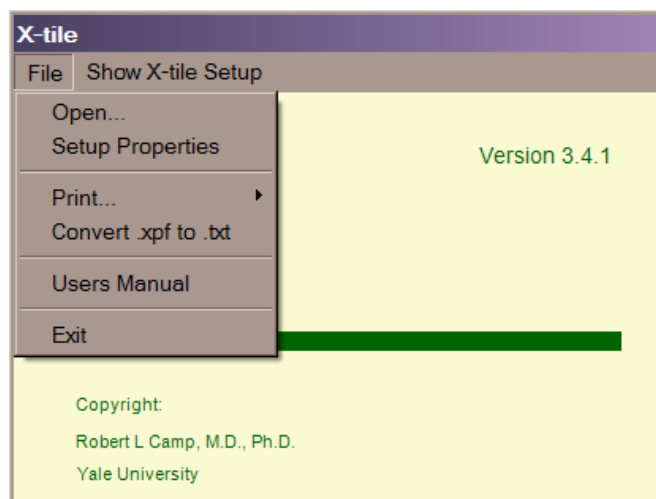 X-tile
File Show X-tile Setup
Open...
Setup Properties
Version 3.4.1
Print...
Convert .xpf to .txt
Users Manual
Exit
Copyright:
Robert L Camp, M.D., Ph.D.
Yale University